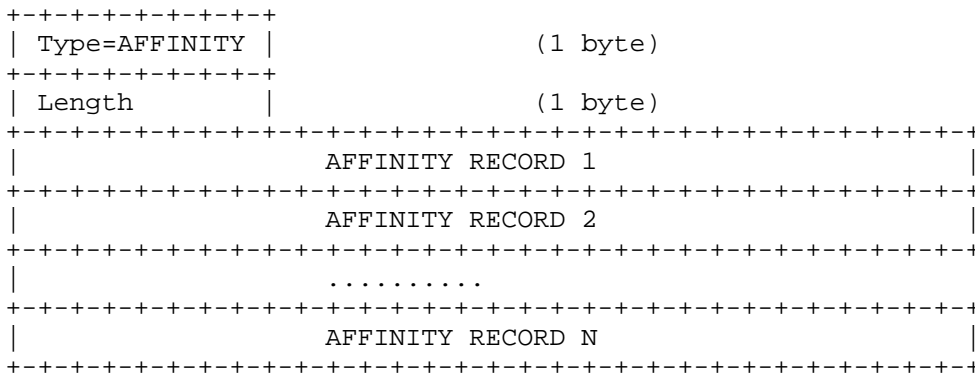 +-+-+-+-+-+-+-+-+
| Type=AFFINITY |                (1 byte)
+-+-+-+-+-+-+-+-+
| Length        |                (1 byte)
+-+-+-+-+-+-+-+-+-+-+-+-+-+-+-+-+-+-+-+-+-+-+-+-+-+-+-+-+-+-+-+
|                   AFFINITY RECORD 1                       |
+-+-+-+-+-+-+-+-+-+-+-+-+-+-+-+-+-+-+-+-+-+-+-+-+-+-+-+-+-+-+-+
|                   AFFINITY RECORD 2                       |
+-+-+-+-+-+-+-+-+-+-+-+-+-+-+-+-+-+-+-+-+-+-+-+-+-+-+-+-+-+-+-+
|                   ..........
+-+-+-+-+-+-+-+-+-+-+-+-+-+-+-+-+-+-+-+-+-+-+-+-+-+-+-+-+-+-+-+
|                   AFFINITY RECORD N                       |
+-+-+-+-+-+-+-+-+-+-+-+-+-+-+-+-+-+-+-+-+-+-+-+-+-+-+-+-+-+-+-+